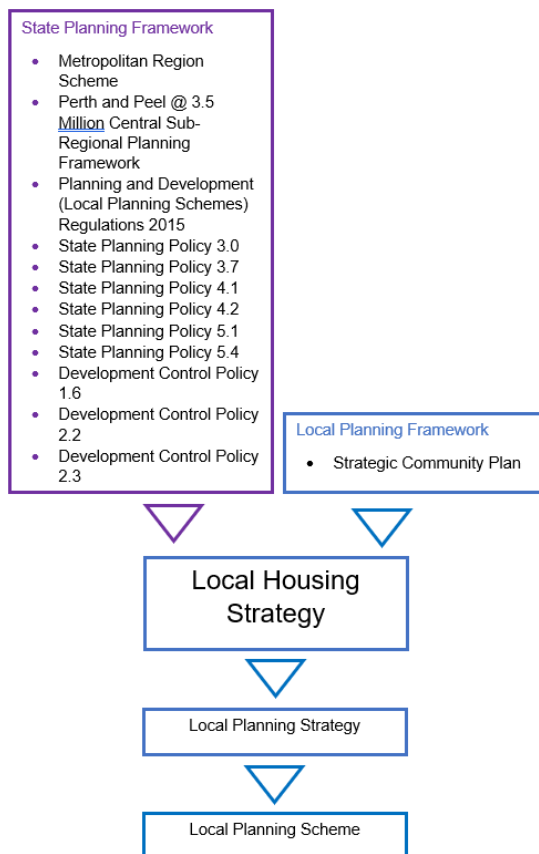 State Planning Framework
• Metropolitan Region
Scheme
• Perth and Peel @ 3.5
Million Central Sub-
Regional Planning
Framework
• Planning and Development
(Local Planning Schemes)
Regulations 2015
• State Planning Policy 3.0
• State Planning Policy 3.7
• State Planning Policy 4.1
• State Planning Policy 4.2
• State Planning Policy 5.1
• State Planning Policy 5.4
• Development Control Policy
1.6
• Development Control Policy
2.2
• Development Control Policy
2.3
Local Planning Framework
• Strategic Community Plan
Local Housing
Strategy
Local Planning Strategy
Local Planning Scheme